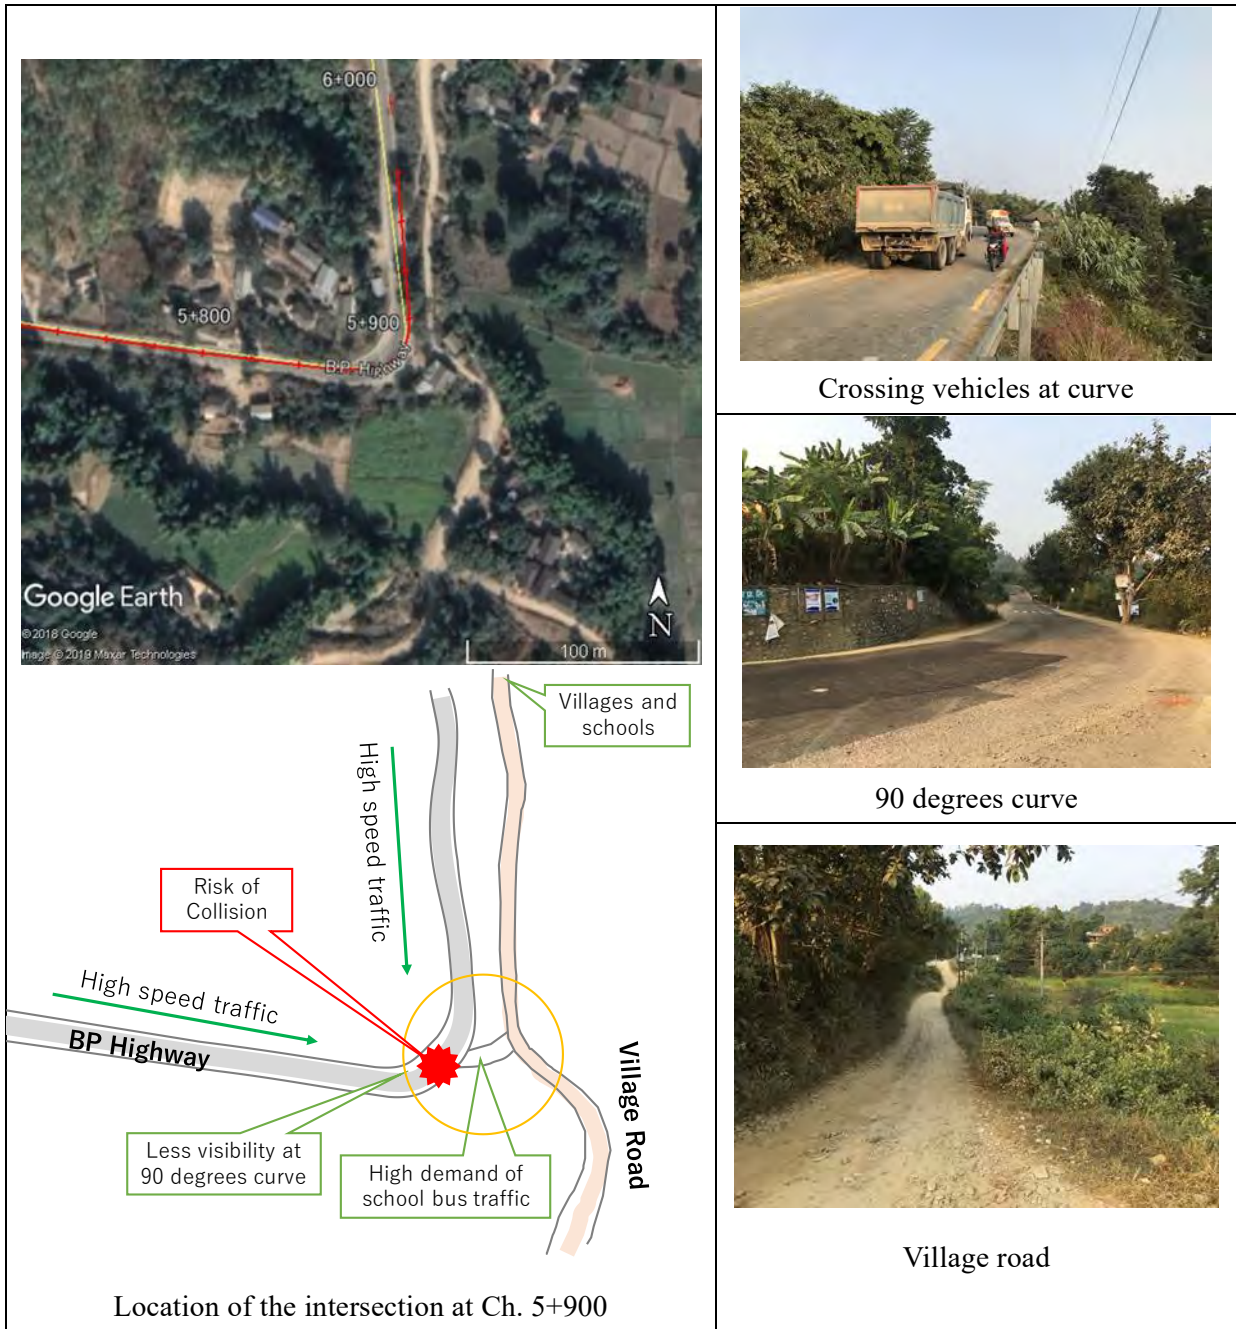 6+000
5+800
5+900
B.P. Highway
Google Earth
© 2018 Google
Image © 2019 Maxar Technologies
N
100 m
Villages and
schools
High speed traffic
Risk of
Collision
High speed traffic
BP Highway
Less visibility at
90 degrees curve
High demand of
school bus traffic
Village Road
Location of the intersection at Ch. 5+900
Crossing vehicles at curve
90 degrees curve
Village road